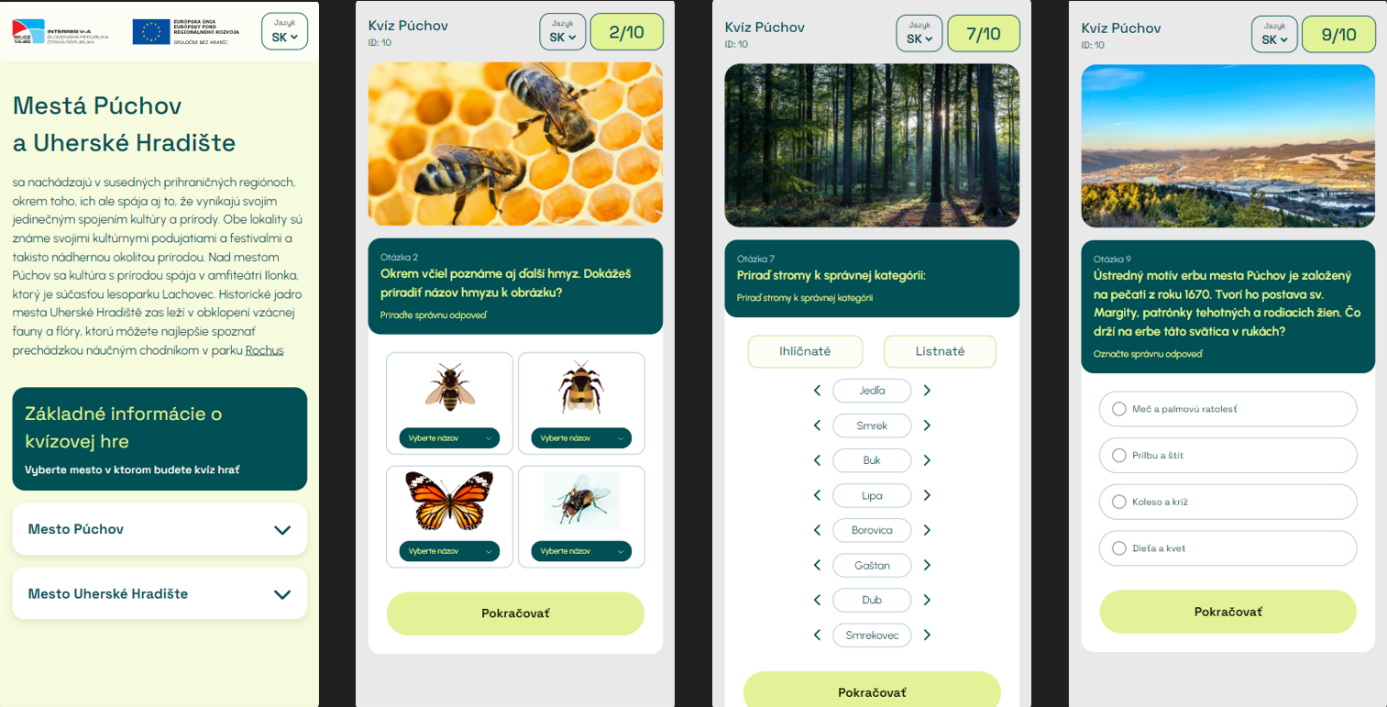 INTERREG V-A
SLOVENSKÁ REPUBLIKA
ČESKÁ REPUBLIKA
EURÓPSKA ÚNIA
EURÓPSKY FOND
REGIONÁLNEHO ROZVOJA
SPOLOČNE BEZ HRANÍC
Jazyk
SK
Mestá Púchov
a Uherské Hradište
sa nachádzajú v susedných prihraničných regiónoch,
okrem toho, ich ale spája aj to, že vynikajú svojim
jedinečným spojením kultúry a prírody. Obe lokality sú
známe svojimi kultúrnymi podujatiami a festivalmi a
takisto nádhernou okolitou prírodou. Nad mestom
Púchov sa kultúra s prírodou spája v amfiteátri Ilonka,
ktorý je súčasťou lesoparku Lachovec. Historické jadro
mesta Uherské Hradiště zas leží v obklopení vzácnej
fauny a flóry, ktorú môžete najlepšie spoznať
prechádzkou náučným chodníkom v parku Rochus
Základné informácie o
kvízovej hre
Vyberte mesto v ktorom budete kvíz hrať
Mesto Púchov
Mesto Uherské Hradište
Kvíz Púchov
ID: 10
Jazyk
SK
2/10
Otázka 2
Okrem včiel poznáme aj ďalší hmyz. Dokážeš
priradiť názov hmyzu k obrázku?
Priraďte správnu odpoveď
Vyberte názov
Vyberte názov
Vyberte názov
Vyberte názov
Pokračovať
Kvíz Púchov
ID: 10
Jazyk
SK
7/10
Otázka 7
Priraď stromy k správnej kategórii:
Priraď stromy k správnej kategórii
Ihličnaté
Listnaté
Jedľa
Smrek
Buk
Lipa
Borovica
Gaštan
Dub
Smrekovec
Pokračovať
Kvíz Púchov
ID: 10
Jazyk
SK
9/10
Otázka 9
Ústredný motív erbu mesta Púchov je založený
na pečati z roku 1670. Tvorí ho postava sv.
Margity, patrónky tehotných a rodiacich žien. Čo
drží na erbe táto svätica v rukách?
Označte správnu odpoveď
Meč a palmovú ratolesť
Prilbu a štít
Koleso a kríž
Dieťa a kvet
Pokračovať